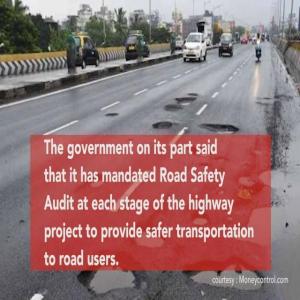 The government on its part said
that it has mandated Road Safety
Audit at each stage of the highway
project to provide safer transportation
to road users.
courtesy : Moneycontrol.com